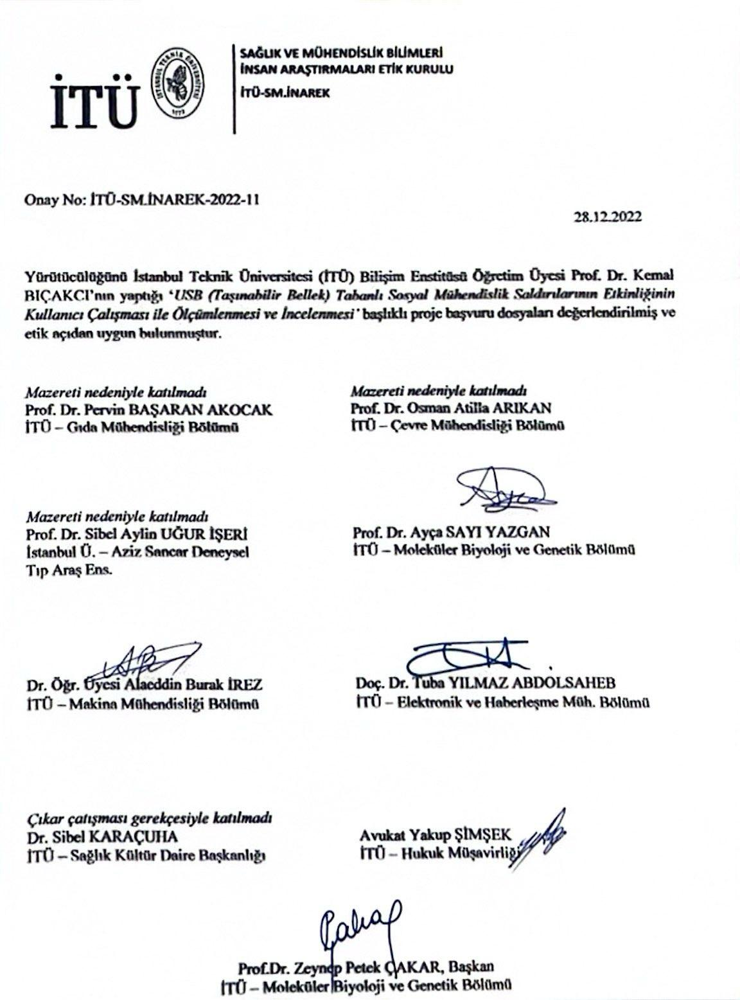 İTÜ
İSTANBUL TEKNİK ÜNİVERSİTESİ
1773
SAĞLIK VE MÜHENDİSLİK BİLİMLERİ
İNSAN ARAŞTIRMALARI ETİK KURULU
İTÜ-SM.İNAREK
Onay No: İTÜ-SM.İNAREK-2022-11
28.12.2022
Yürütücülüğünü İstanbul Teknik Üniversitesi (İTÜ) Bilişim Enstitüsü Öğretim Üyesi Prof. Dr. Kemal
BIÇAKCI’nın yaptığı ‘USB (Taşınabilir Bellek) Tabanlı Sosyal Mühendislik Saldırılarının Etkinliğinin
Kullanıcı Çalışması ile Ölçümlenmesi ve İncelenmesi’ başlıklı proje başvuru dosyaları değerlendirilmiş ve
etik açıdan uygun bulunmuştur.
Mazereti nedeniyle katılmadı
Prof. Dr. Pervin BAŞARAN AKOCAK
İTÜ – Gıda Mühendisliği Bölümü
Mazereti nedeniyle katılmadı
Prof. Dr. Osman Atilla ARIKAN
İTÜ – Çevre Mühendisliği Bölümü
Mazereti nedeniyle katılmadı
Prof. Dr. Sibel Aylin UĞUR İŞERİ
İstanbul Ü. – Aziz Sancar Deneysel
Tıp Araş Ens.
Prof. Dr. Ayça SAYI YAZGAN
İTÜ – Moleküler Biyoloji ve Genetik Bölümü
Dr. Öğr. Üyesi Alaeddin Burak İREZ
İTÜ – Makina Mühendisliği Bölümü
Doç. Dr. Tuba YILMAZ ABDOLSAHEB
İTÜ – Elektronik ve Haberleşme Müh. Bölümü
Çıkar çatışması gerekçesiyle katılmadı
Dr. Sibel KARAÇUHA
İTÜ – Sağlık Kültür Daire Başkanlığı
Avukat Yakup ŞİMŞEK
İTÜ – Hukuk Müşavirliği
Prof.Dr. Zeynep Petek ÇAKAR, Başkan
İTÜ – Moleküler Biyoloji ve Genetik Bölümü